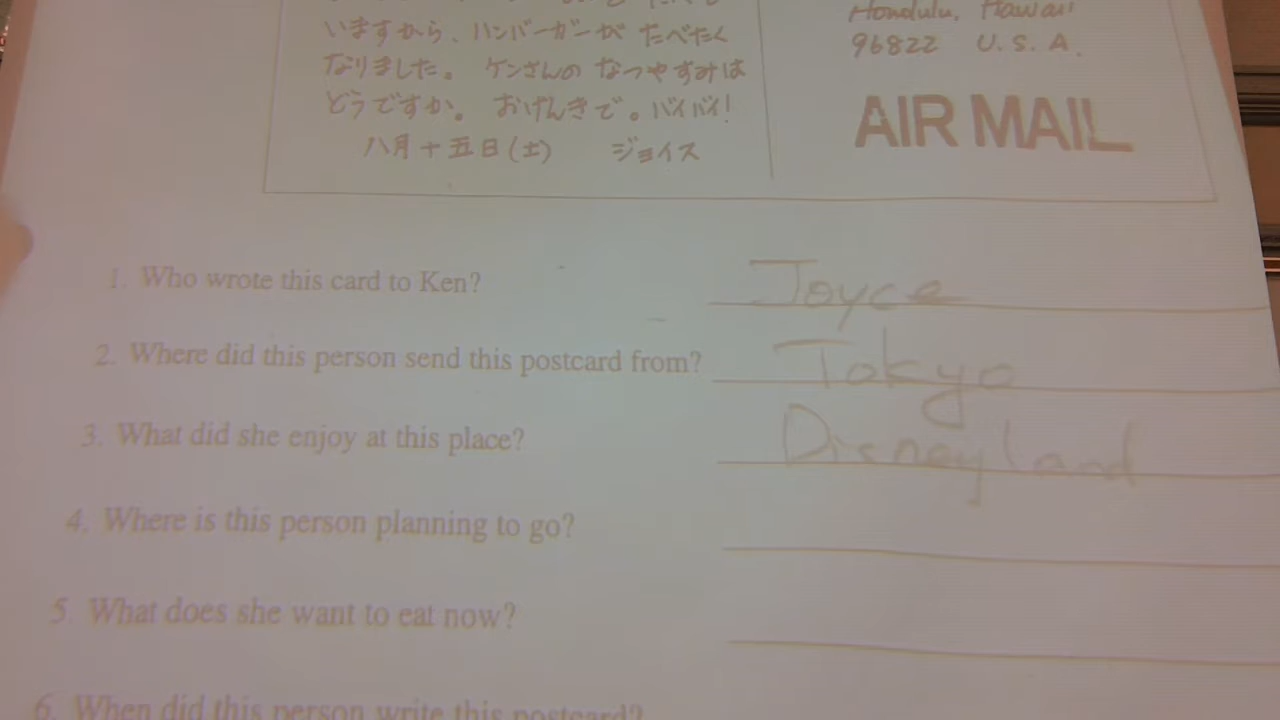 いますから、ハンバーガーが たべたく
なりました。 ケンさんの なつやすみは
どうですか。 おげんきで。バイバイ!
八月十五日(土) ジョイス
Honolulu, Hawaii
96822 U.S.A.
AIR MAIL
1. Who wrote this card to Ken? Joyce
2. Where did this person send this postcard from? Tokyo
3. What did she enjoy at this place? Disneyland
4. Where is this person planning to go?
5. What does she want to eat now?
6. When did this person write this postcard?